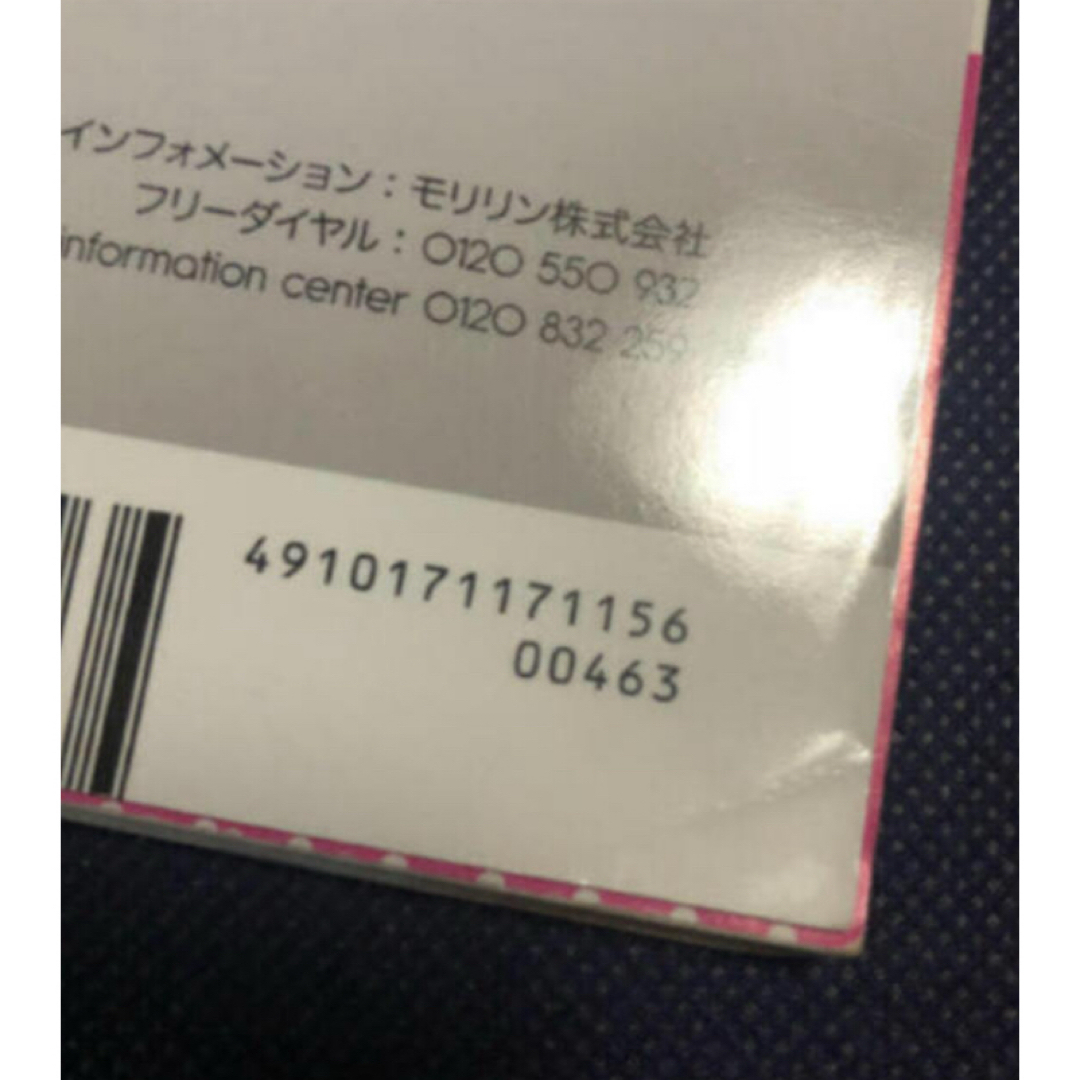 インフォメーション：モリリン株式会社
フリーダイヤル：0120 550 932
information center 0120 832 259
4910171171156
00463